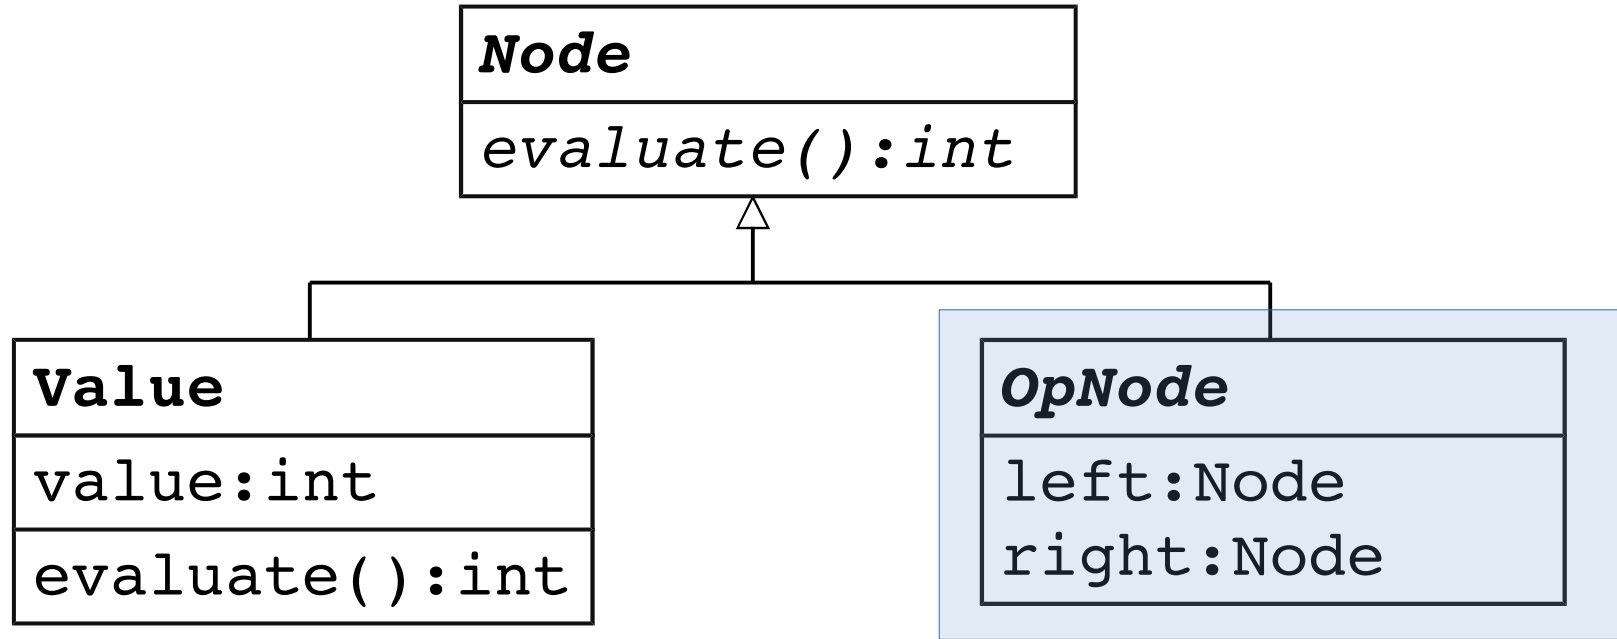 Node
evaluate():int
Value
value:int
evaluate():int
OpNode
left:Node
right:Node